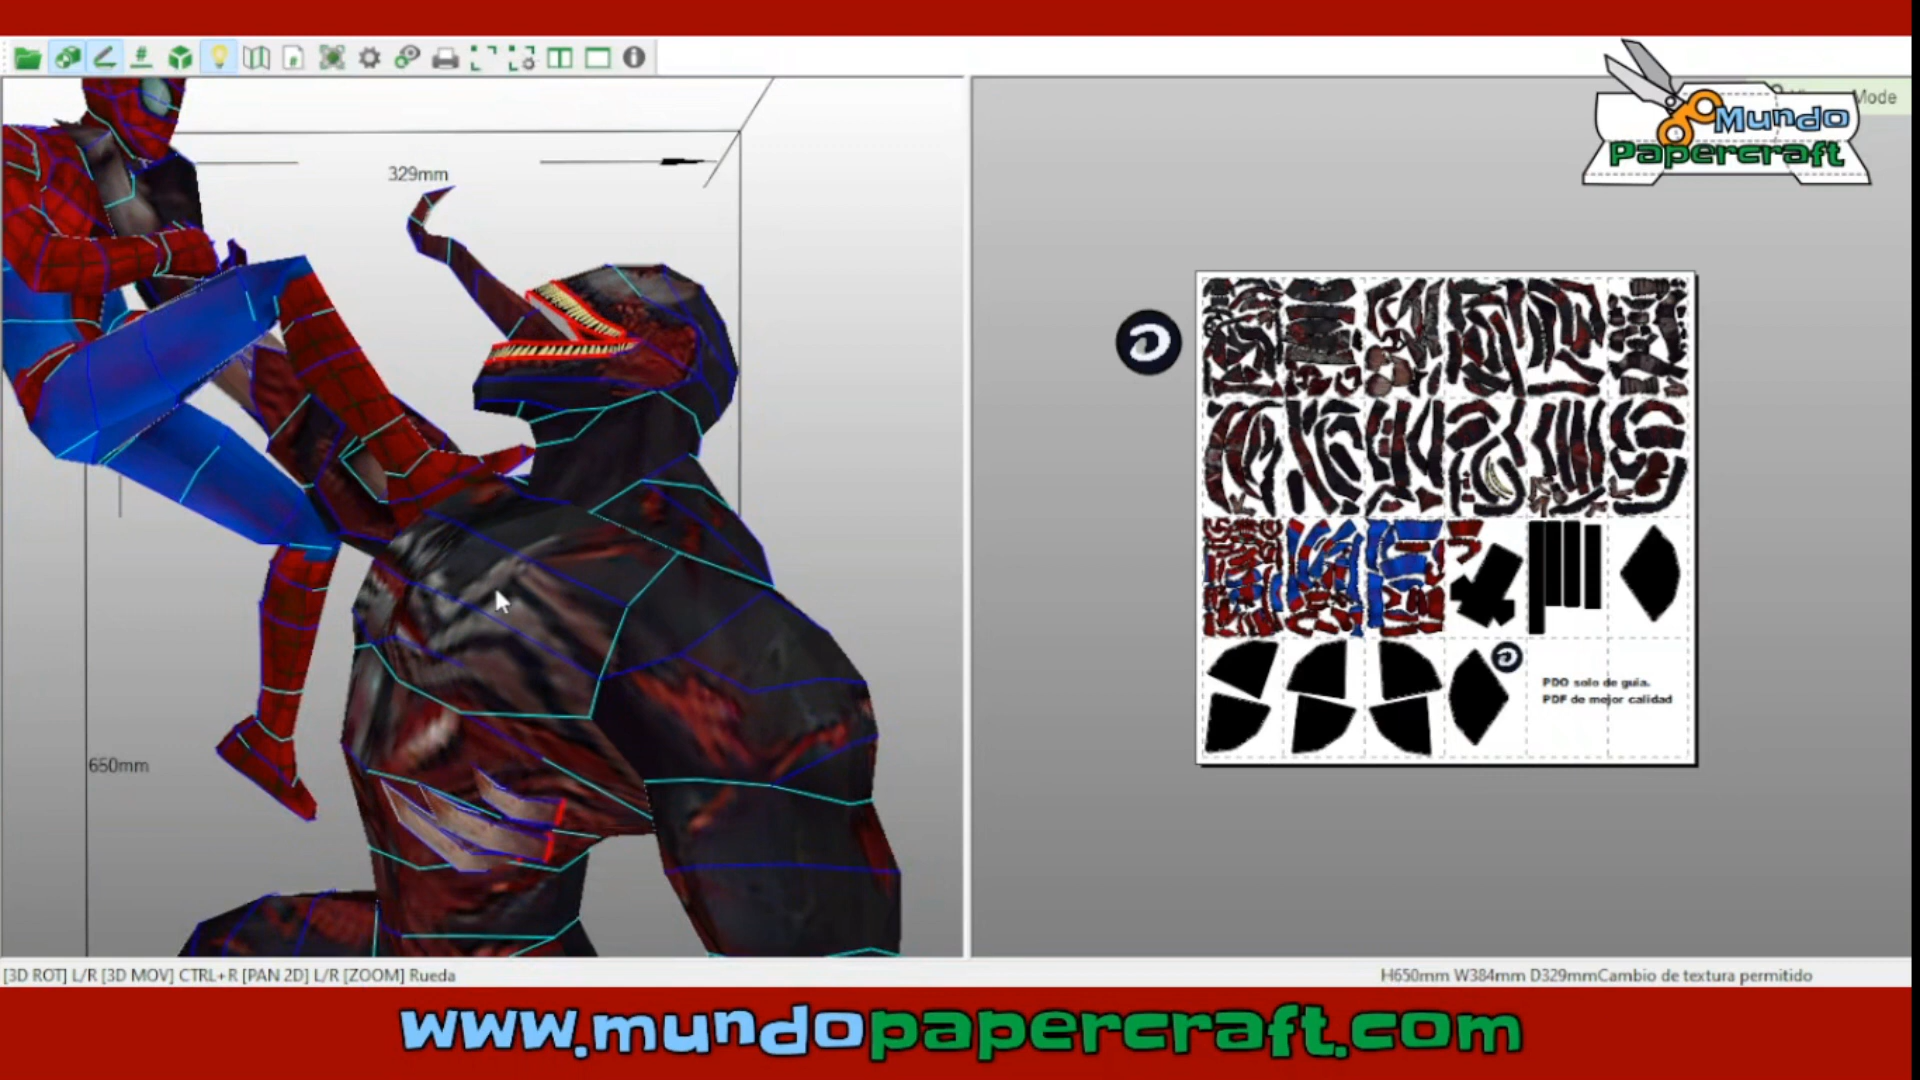 Mode
Mundo
Papercraft
329mm
650mm
PDO solo de guia.
PDF de mejor calidad
[3D ROT] L/R [3D MOV] CTRL+R [PAN 2D] L/R [ZOOM] Rueda
H650mm W384mm D329mmCambio de textura permitido
www.mundopapercraft.com